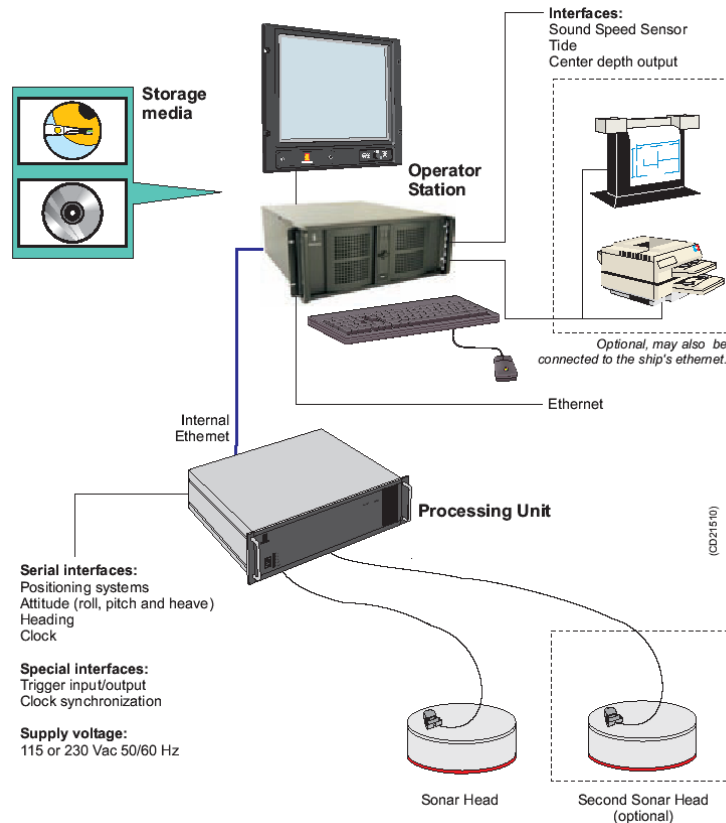 Interfaces:
Sound Speed Sensor
Tide
Center depth output
Storage
media
Operator
Station
Optional, may also be
connected to the ship's ethernet.
Ethernet
Internal
Ethernet
Processing Unit
(CD21510)
Serial interfaces:
Positioning systems
Attitude (roll, pitch and heave)
Heading
Clock
Special interfaces:
Trigger input/output
Clock synchronization
Supply voltage:
115 or 230 Vac 50/60 Hz
Sonar Head
Second Sonar Head
(optional)